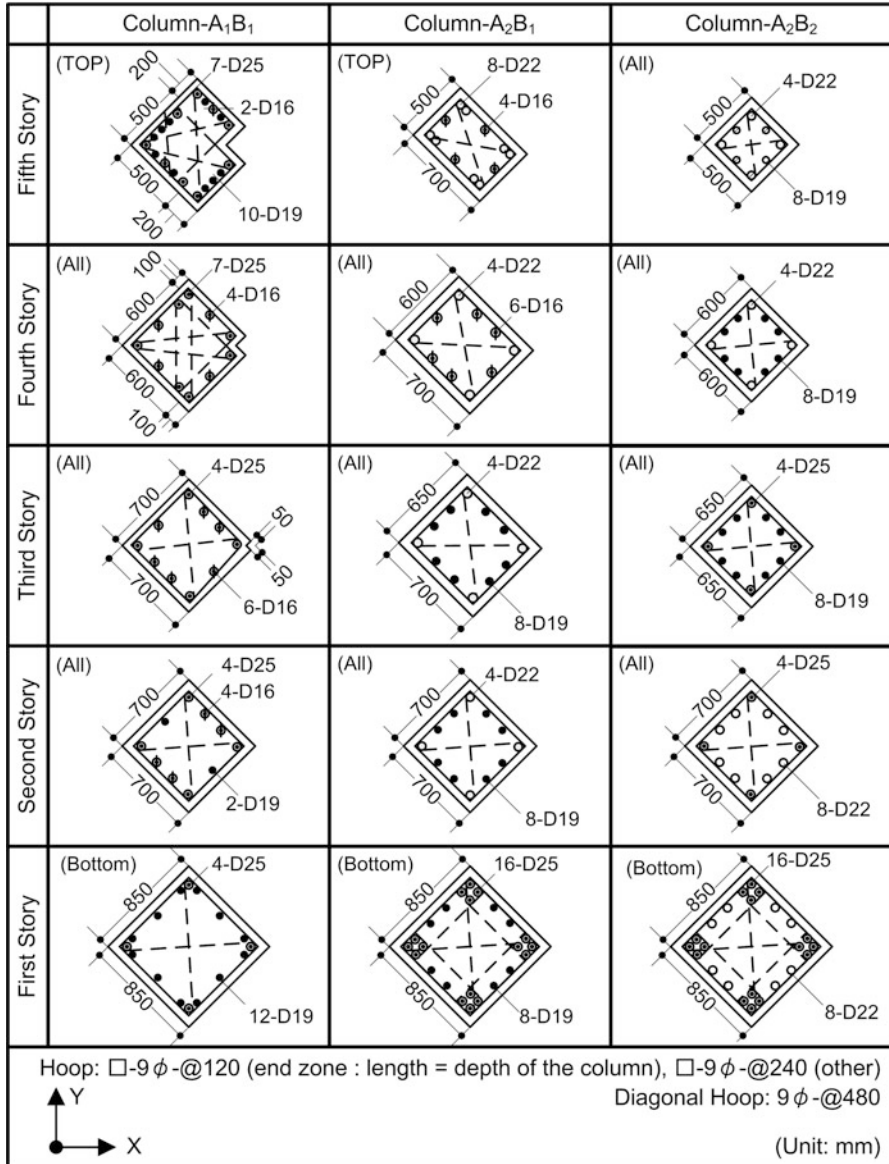 Column-A₁B₁ Column-A₂B₁ Column-A₂B₂
Fifth Story
(TOP) 7-D25
200
500
2-D16
500
200
10-D19
(TOP) 8-D22
500
4-D16
700
(All)
4-D22
500
500
8-D19
Fourth Story
(All) 7-D25
100
600
4-D16
600
100
(All) 4-D22
600
6-D16
700
(All) 4-D22
600
600
8-D19
Third Story
(All) 4-D25
700
50
50
700
6-D16
(All) 4-D22
650
700
8-D19
(All) 4-D25
650
650
8-D19
Second Story
(All) 4-D25
4-D16
700
700
2-D19
(All) 4-D22
700
700
8-D19
(All) 4-D25
700
700
8-D22
First Story
(Bottom) 4-D25
850
850
12-D19
(Bottom) 16-D25
850
850
8-D19
(Bottom) 16-D25
850
850
8-D22
Hoop: □-9ϕ-@120 (end zone : length = depth of the column), □-9ϕ-@240 (other)
Diagonal Hoop: 9ϕ-@480
Y
X
(Unit: mm)